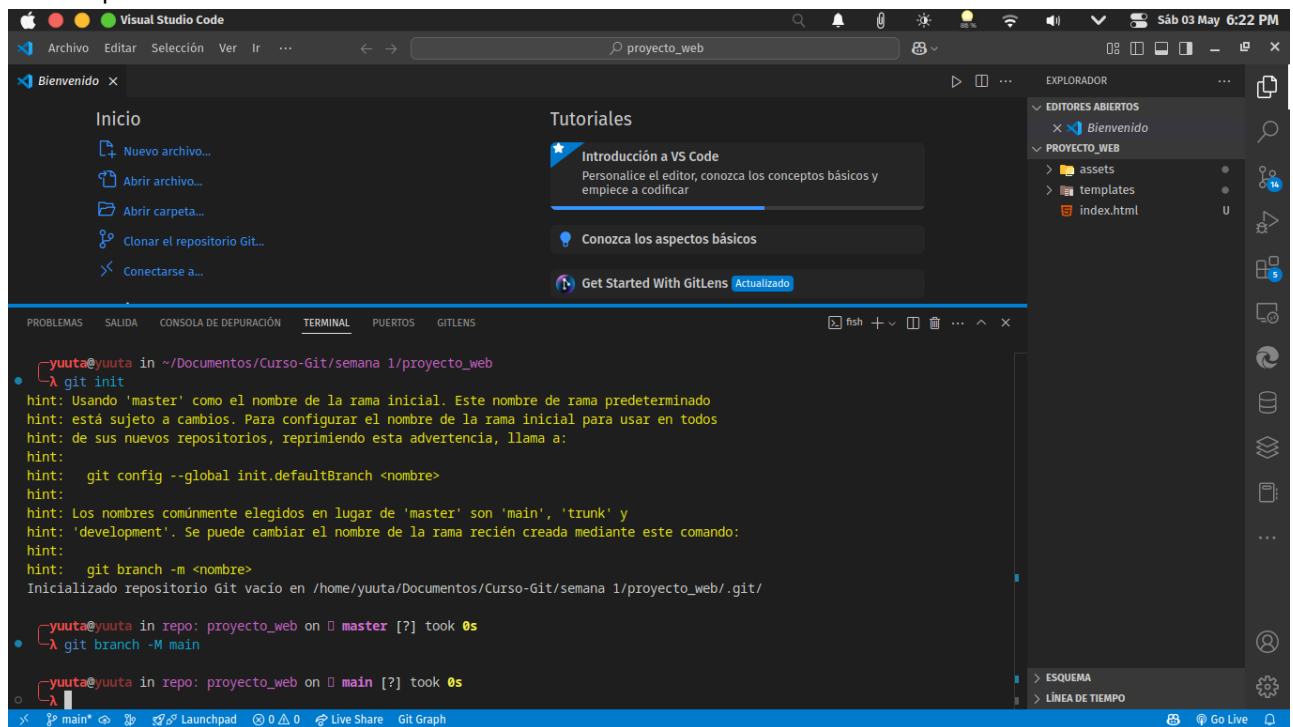 Visual Studio Code
85 %
Sáb 03 May 6:22 PM
Archivo Editar Selección Ver Ir ···
proyecto_web
Bienvenido
Inicio
Nuevo archivo...
Abrir archivo...
Abrir carpeta...
Clonar el repositorio Git...
Conectarse a...
Tutoriales
Introducción a VS Code
Personalice el editor, conozca los conceptos básicos y
empiece a codificar
Conozca los aspectos básicos
Get Started With GitLens Actualizado
EXPLORADOR
EDITORES ABIERTOS
Bienvenido
PROYECTO_WEB
assets
templates
index.html U
14
5
PROBLEMAS SALIDA CONSOLA DE DEPURACIÓN TERMINAL PUERTOS GITLENS
fish
yuuta@yuuta in ~/Documentos/Curso-Git/semana 1/proyecto_web
λ git init
hint: Usando 'master' como el nombre de la rama inicial. Este nombre de rama predeterminado
hint: está sujeto a cambios. Para configurar el nombre de la rama inicial para usar en todos
hint: de sus nuevos repositorios, reprimiendo esta advertencia, llama a:
hint:
hint:   git config --global init.defaultBranch <nombre>
hint:
hint: Los nombres comúnmente elegidos en lugar de 'master' son 'main', 'trunk' y
hint: 'development'. Se puede cambiar el nombre de la rama recién creada mediante este comando:
hint:
hint:   git branch -m <nombre>
Inicializado repositorio Git vacío en /home/yuuta/Documentos/Curso-Git/semana 1/proyecto_web/.git/
yuuta@yuuta in repo: proyecto_web on master [?] took 0s
λ git branch -M main
yuuta@yuuta in repo: proyecto_web on main [?] took 0s
λ
ESQUEMA
LÍNEA DE TIEMPO
main* Launchpad 0 0 Live Share Git Graph
Go Live